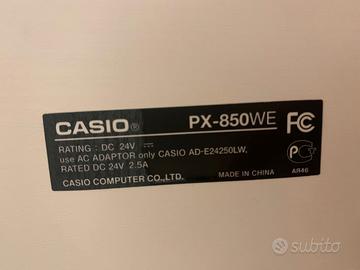 CASIO® PX-850WE FC
RATING : DC 24V ⎓
use AC ADAPTOR only CASIO AD-E24250LW,
RATED DC 24V 2.5A
CASIO COMPUTER CO.,LTD. MADE IN CHINA AR46
subito